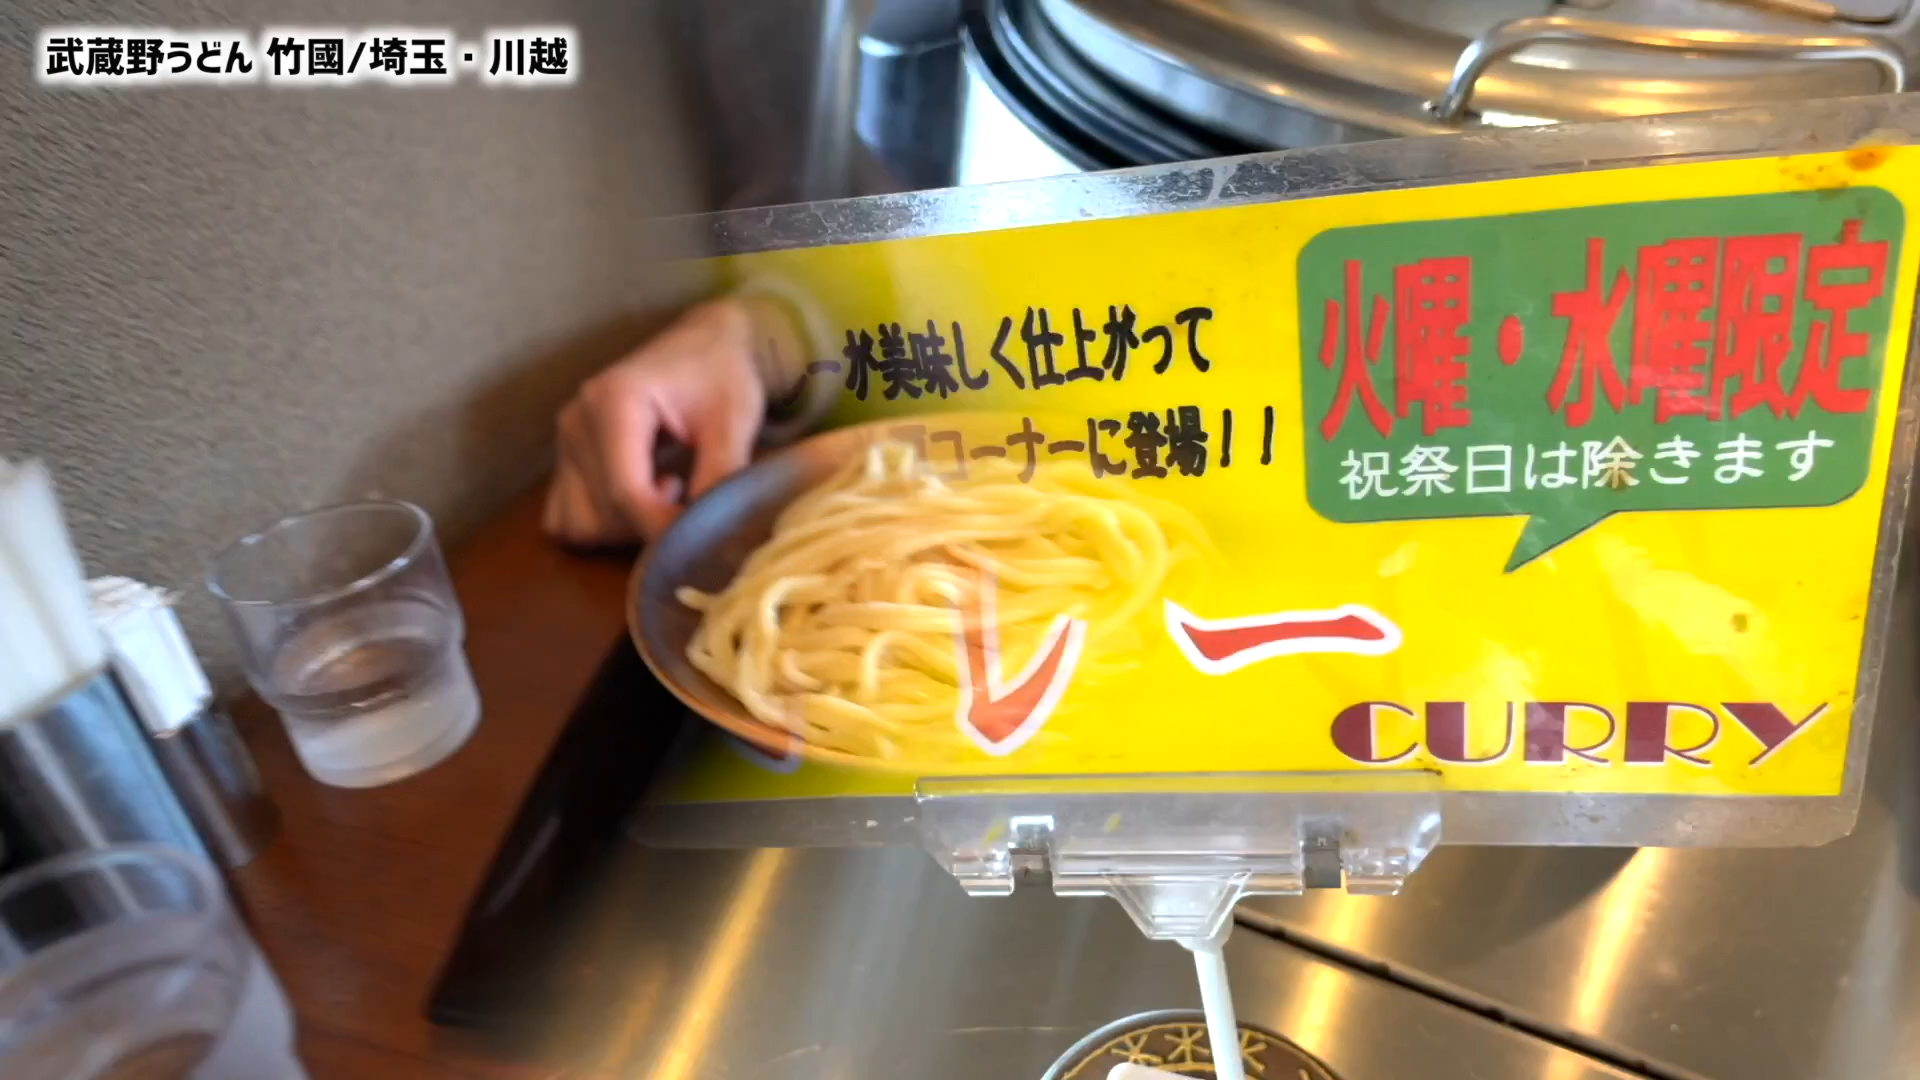 武蔵野うどん 竹國/埼玉・川越
火曜・水曜限定
祝祭日は除きます
レーが美味しく仕上がって
コーナーに登場！！
レー
CURRY